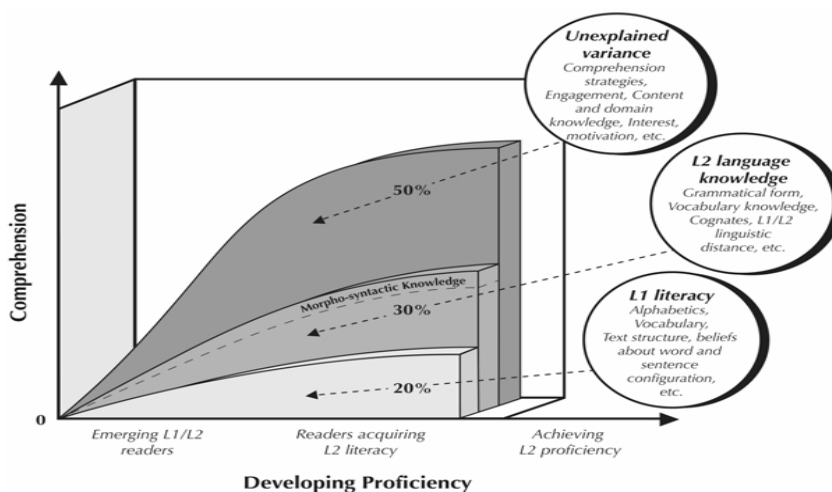 Unexplained
variance
Comprehension
strategies,
Engagement, Content
and domain
knowledge, Interest,
motivation, etc.
L2 language
knowledge
Grammatical form,
Vocabulary knowledge,
Cognates, L1/L2
linguistic
distance, etc.
L1 literacy
Alphabetics,
Vocabulary,
Text structure, beliefs
about word and
sentence
configuration,
etc.
50%
Morpho-syntactic Knowledge
30%
20%
Comprehension
0
Emerging L1/L2
readers
Readers acquiring
L2 literacy
Achieving
L2 proficiency
Developing Proficiency